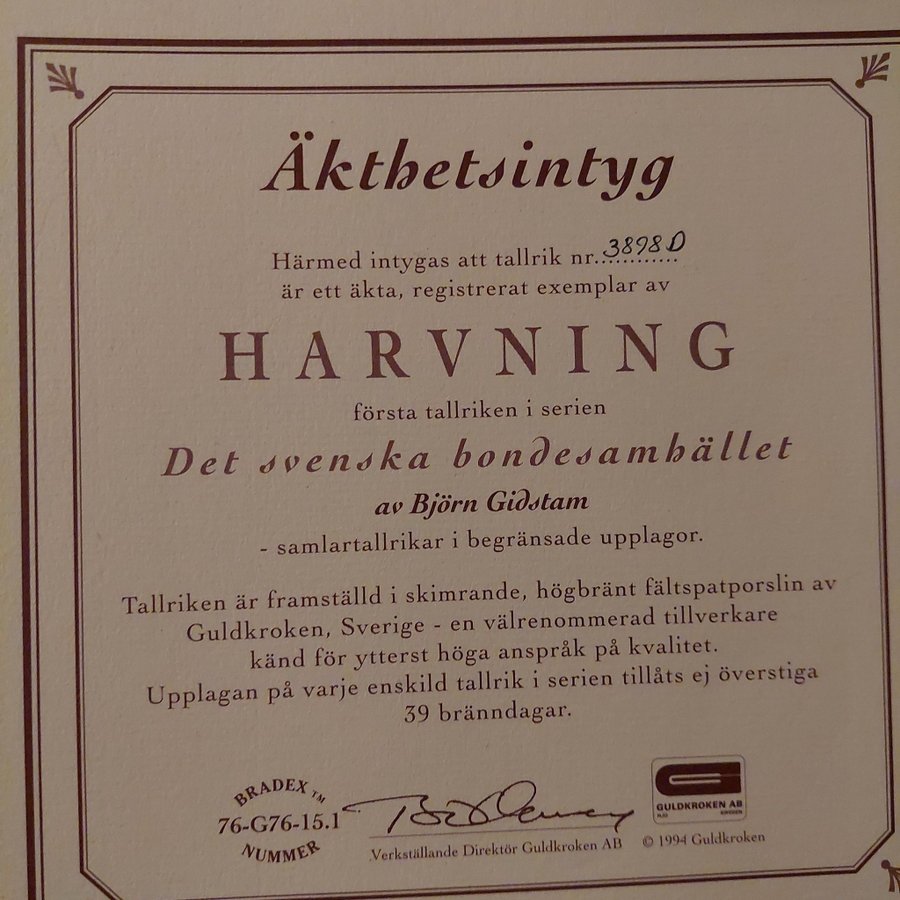 Äkthetsintyg
Härmed intygas att tallrik nr. 3898D
är ett äkta, registrerat exemplar av
HARVNING
första tallriken i serien
Det svenska bondesamhället
av Björn Gidstam
- samlartallrikar i begränsade upplagor.
Tallriken är framställd i skimrande, högbränt fältspatporslin av
Guldkroken, Sverige - en välrenommerad tillverkare
känd för ytterst höga anspråk på kvalitet.
Upplagan på varje enskild tallrik i serien tillåts ej överstiga
39 bränndagar.
BRADEX™
76-G76-15.1
NUMMER
Verkställande Direktör Guldkroken AB
GULDKROKEN AB
© 1994 Guldkroken